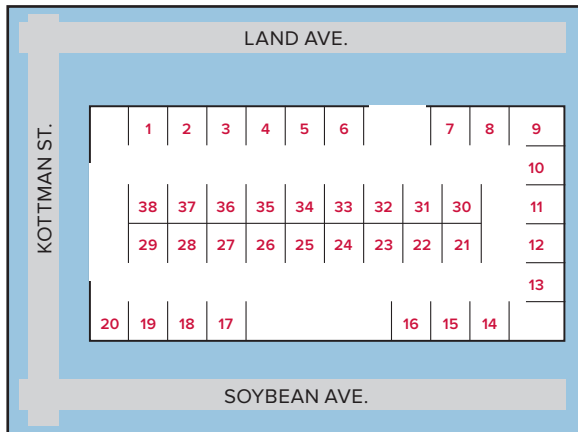 LAND AVE.
KOTTMAN ST.
1 2 3 4 5 6 7 8 9
10
38 37 36 35 34 33 32 31 30 11
29 28 27 26 25 24 23 22 21 12
13
20 19 18 17 16 15 14
SOYBEAN AVE.